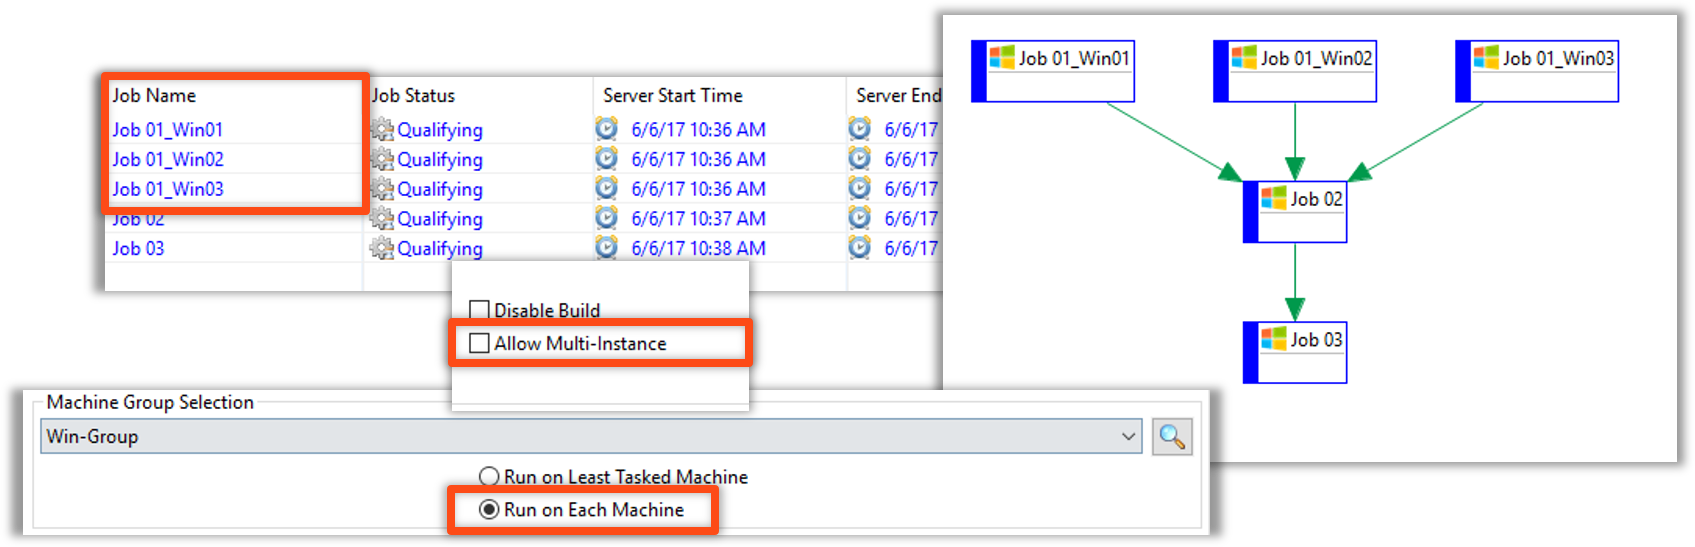 Job Name Job Status Server Start Time Server End
Job 01_Win01 Qualifying 6/6/17 10:36 AM 6/6/17
Job 01_Win02 Qualifying 6/6/17 10:36 AM 6/6/17
Job 01_Win03 Qualifying 6/6/17 10:36 AM 6/6/17
Job 02 Qualifying 6/6/17 10:37 AM 6/6/17
Job 03 Qualifying 6/6/17 10:38 AM 6/6/17
Job 01_Win01 Job 01_Win02 Job 01_Win03
Job 02
Job 03
Disable Build
Allow Multi-Instance
Machine Group Selection
Win-Group
Run on Least Tasked Machine
Run on Each Machine